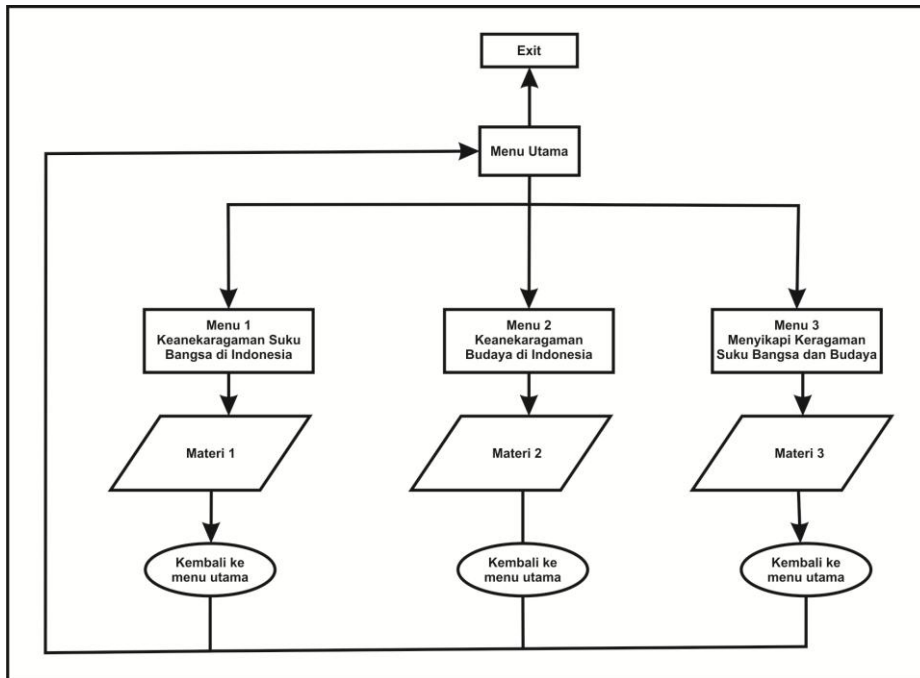 Exit
Menu Utama
Menu 1
Keanekaragaman Suku
Bangsa di Indonesia
Menu 2
Keanekaragaman
Budaya di Indonesia
Menu 3
Menyikapi Keragaman
Suku Bangsa dan Budaya
Materi 1
Materi 2
Materi 3
Kembali ke
menu utama
Kembali ke
menu utama
Kembali ke
menu utama